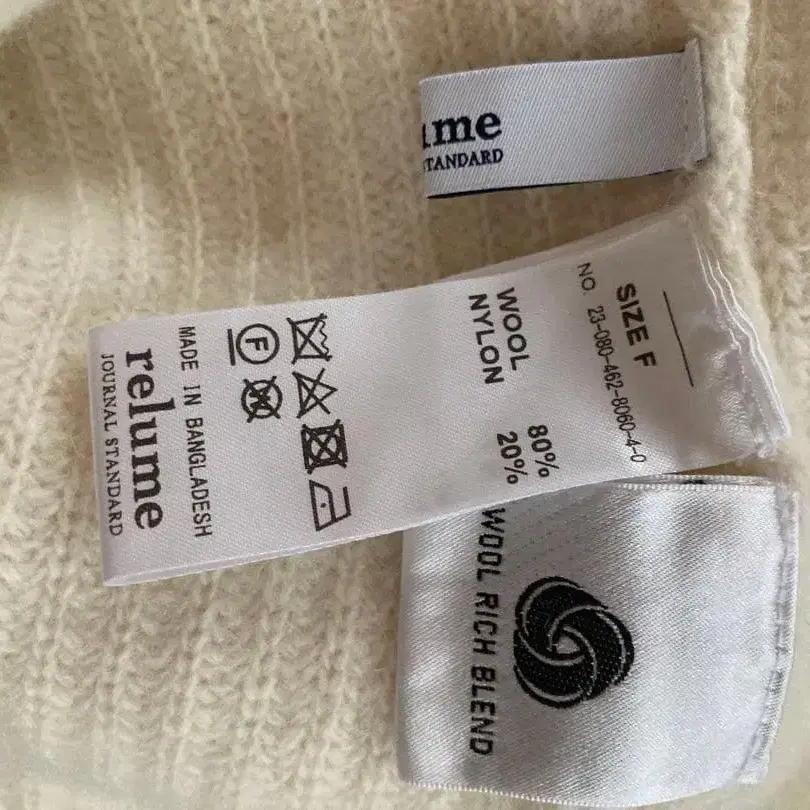 ume
STANDARD
SIZE F
NO. 23-080-462-8060-4-0
WOOL 80%
NYLON 20%
F
MADE IN BANGLADESH
relume
JOURNAL STANDARD
WOOL RICH BLEND